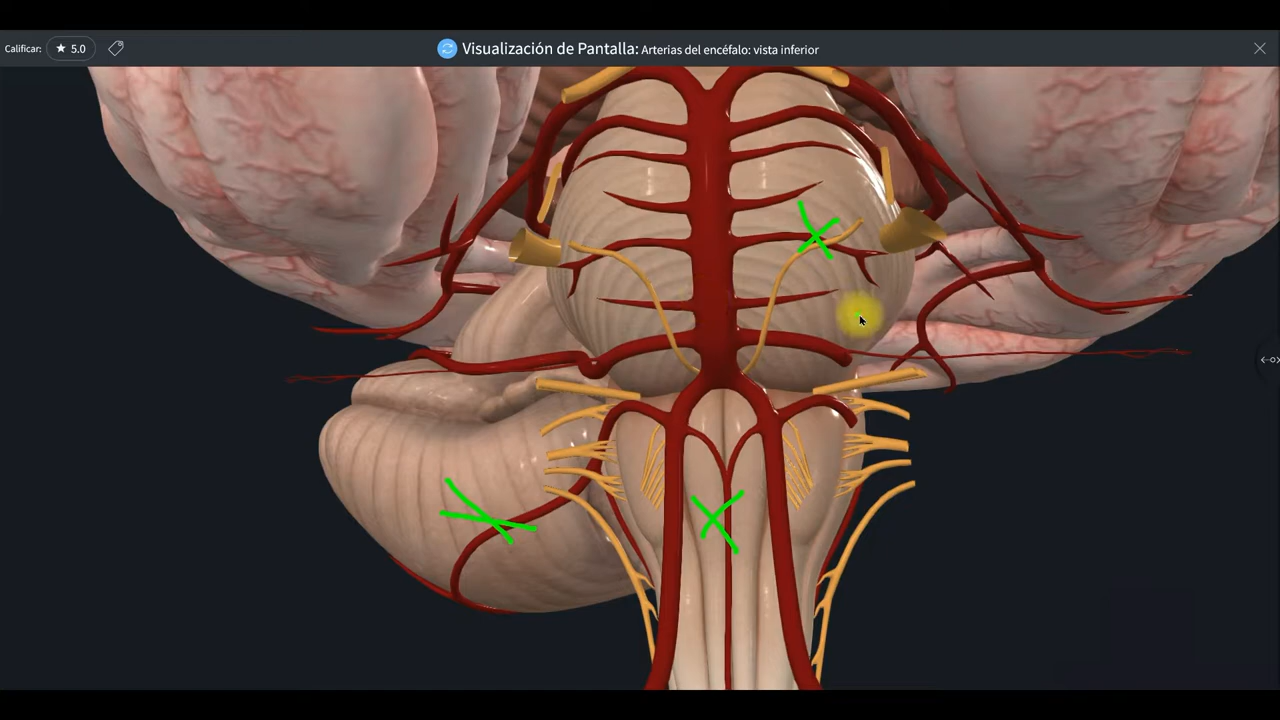 Calificar: ★ 5.0
Visualización de Pantalla: Arterias del encéfalo: vista inferior